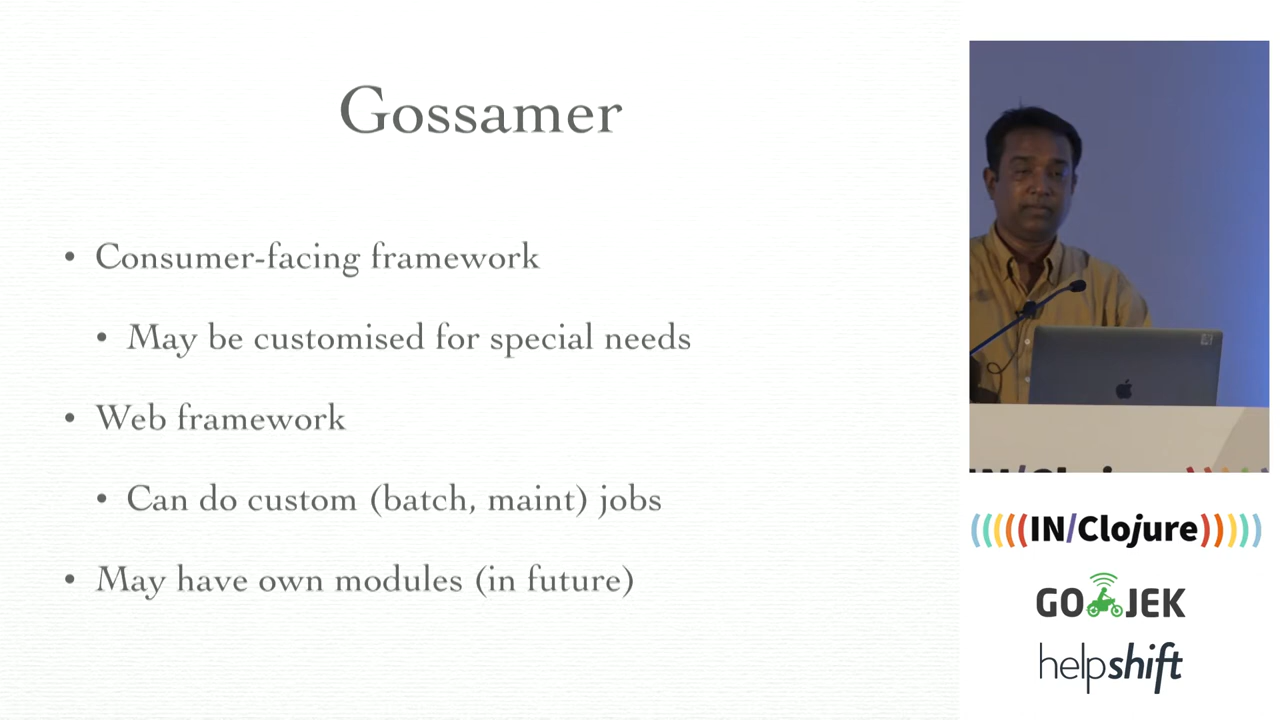 Gossamer
• Consumer-facing framework
• May be customised for special needs
• Web framework
• Can do custom (batch, maint) jobs
• May have own modules (in future)
(((((IN/Clojure)))))
GOJEK
helpshift